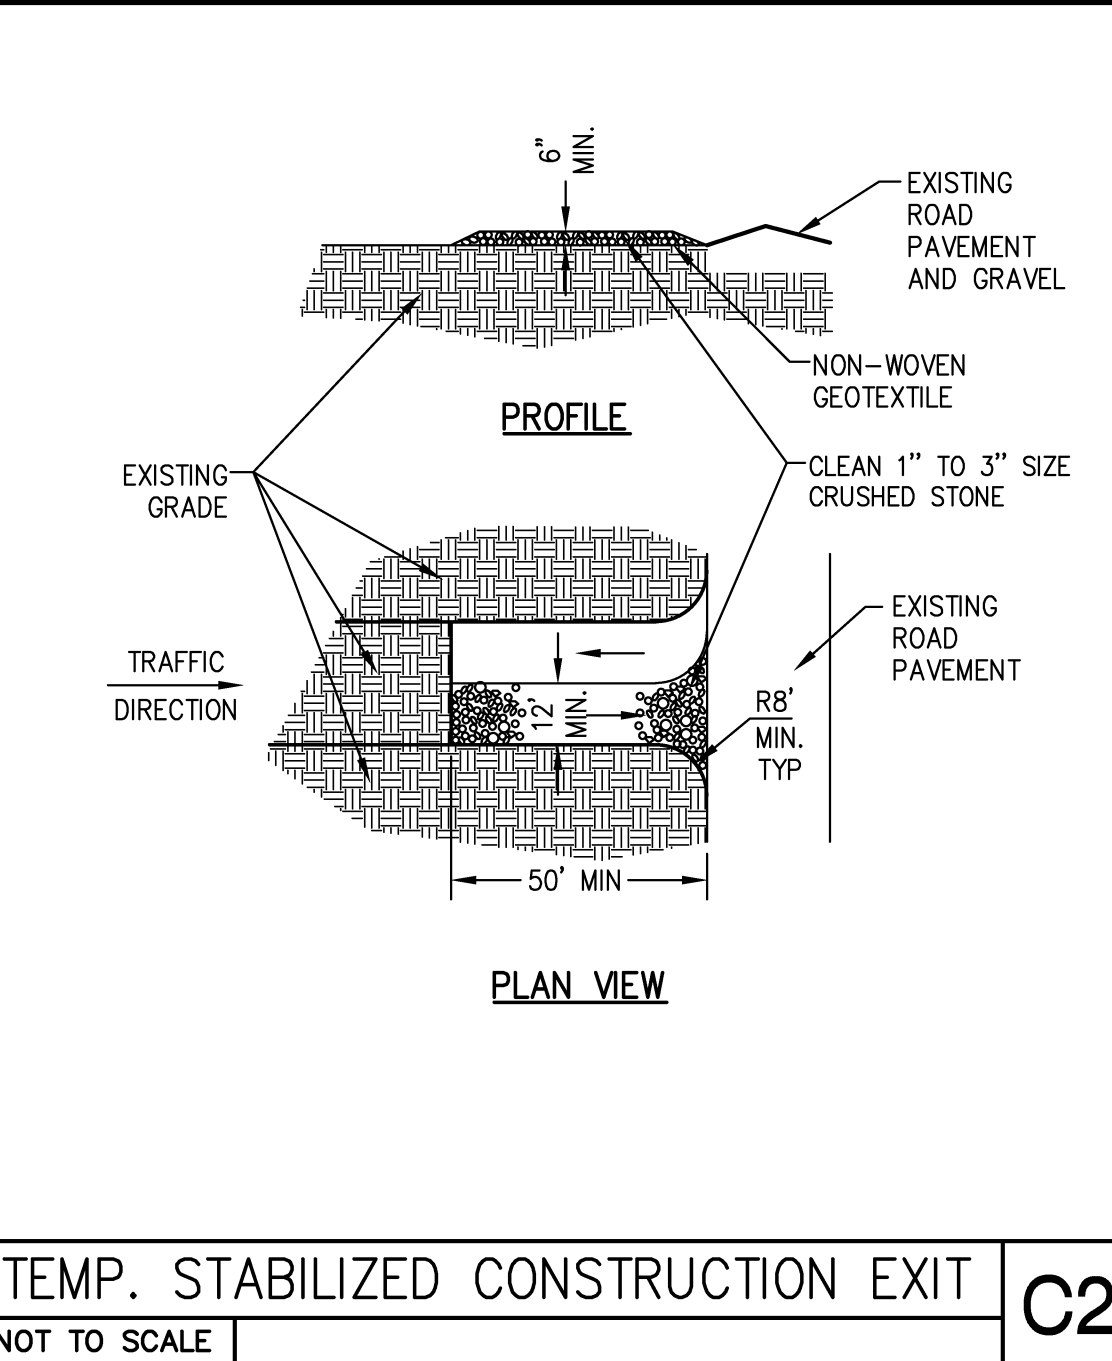 6" MIN.
EXISTING
ROAD
PAVEMENT
AND GRAVEL
NON-WOVEN
GEOTEXTILE
PROFILE
CLEAN 1" TO 3" SIZE
CRUSHED STONE
EXISTING
GRADE
TRAFFIC
DIRECTION
EXISTING
ROAD
PAVEMENT
12' MIN.
R8'
MIN.
TYP
50' MIN
PLAN VIEW
TEMP. STABILIZED CONSTRUCTION EXIT
C2
NOT TO SCALE